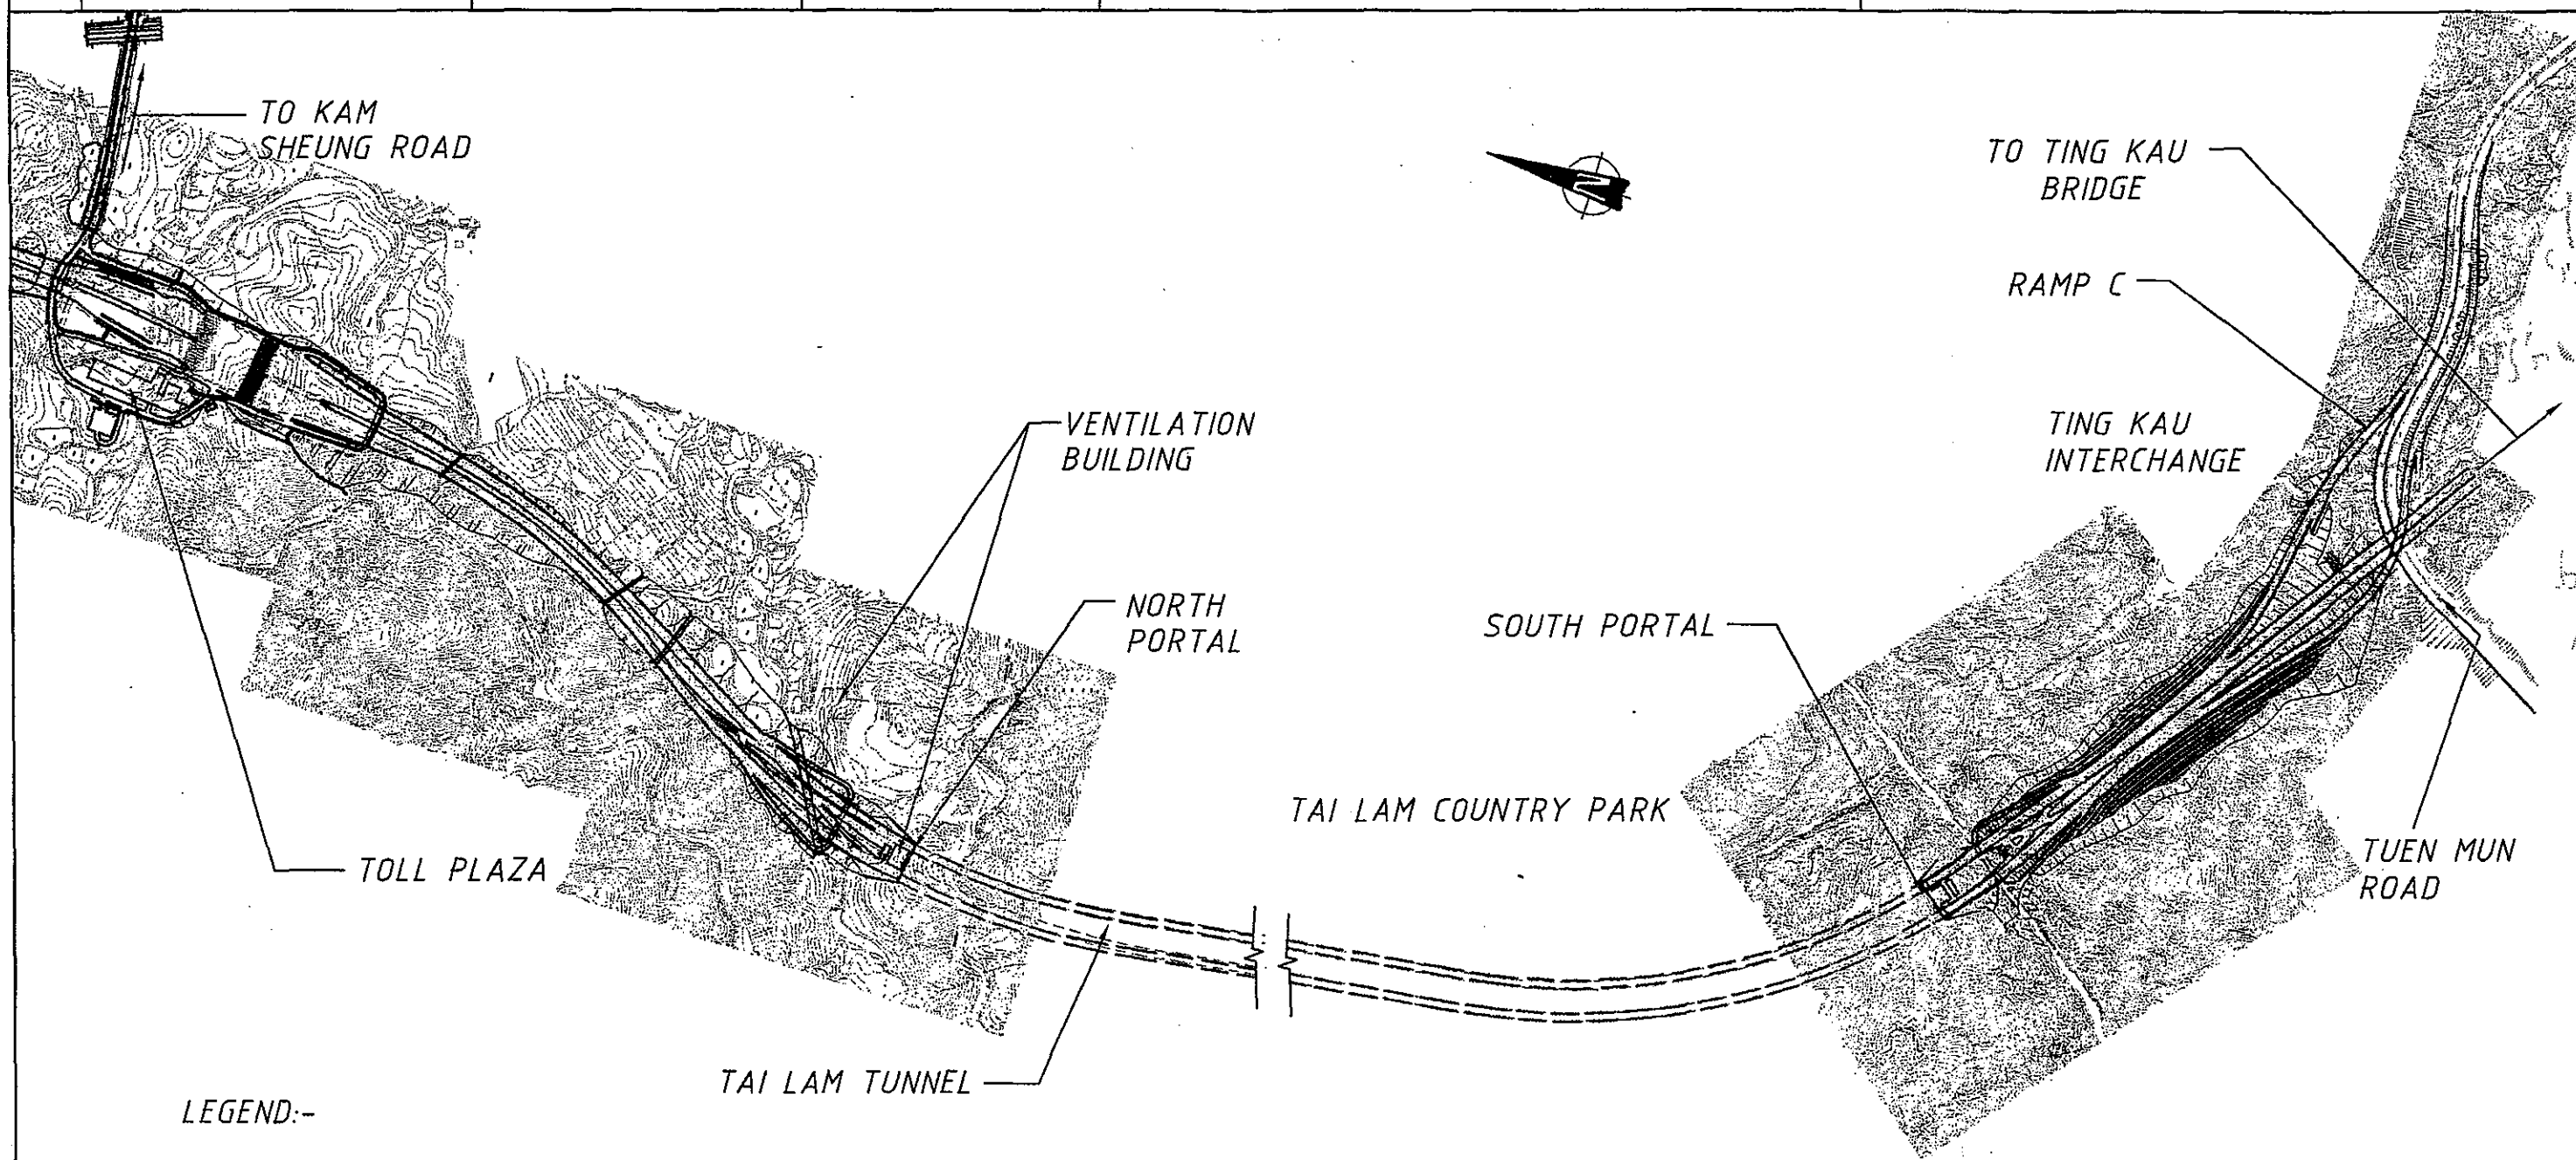 TO KAM
SHEUNG ROAD
TO TING KAU
BRIDGE
RAMP C
VENTILATION
BUILDING
TING KAU
INTERCHANGE
NORTH
PORTAL
SOUTH PORTAL
TAI LAM COUNTRY PARK
TOLL PLAZA
TUEN MUN
ROAD
TAI LAM TUNNEL
LEGEND:-